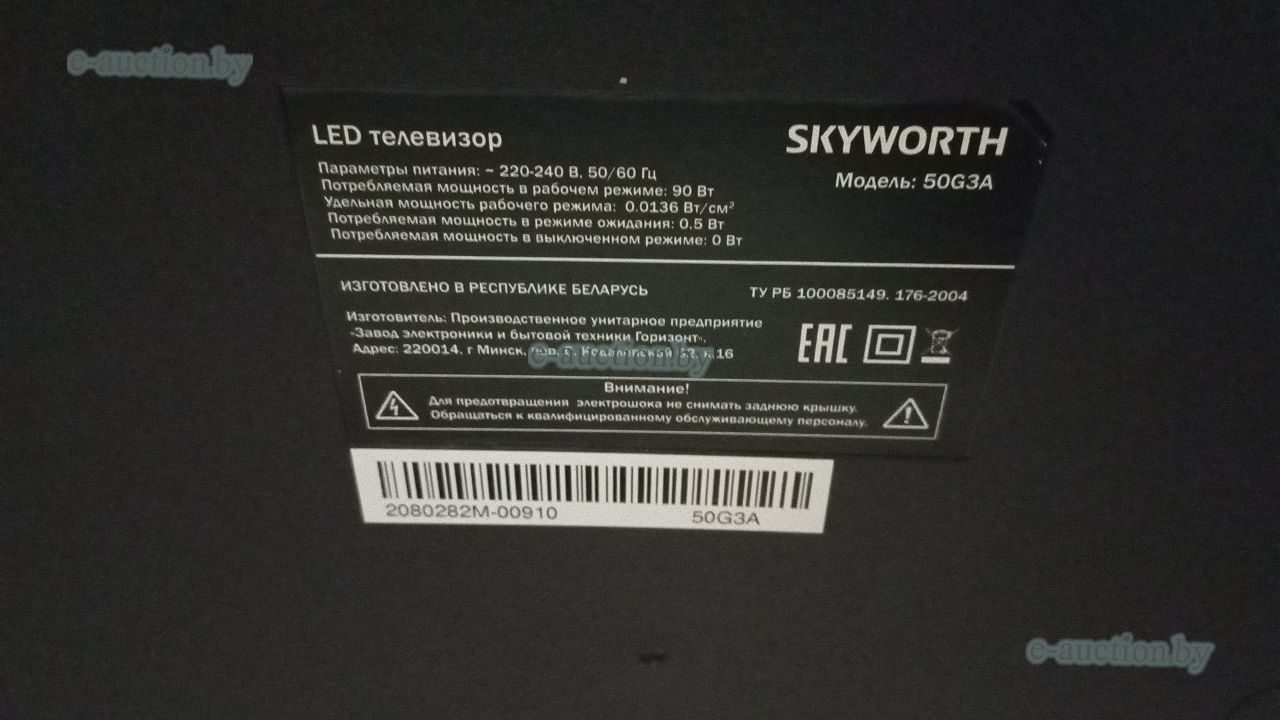 e-auction.by
LED телевизор
SKYWORTH
Модель: 50G3A
Параметры питания: ~ 220-240 В, 50/60 Гц
Потребляемая мощность в рабочем режиме: 90 Вт
Удельная мощность рабочего режима: 0.0136 Вт/см²
Потребляемая мощность в режиме ожидания: 0,5 Вт
Потребляемая мощность в выключенном режиме: 0 Вт
ИЗГОТОВЛЕНО В РЕСПУБЛИКЕ БЕЛАРУСЬ
ТУ РБ 100085149. 176-2004
Изготовитель: Производственное унитарное предприятие
«Завод электроники и бытовой техники Горизонт».
Адрес: 220014, г Минск,
e-auction.by
EAC
Внимание!
Для предотвращения электрошока не снимать заднюю крышку.
Обращаться к квалифицированному обслуживающему персоналу.
2080282M-00910
50G3A
e-auction.by